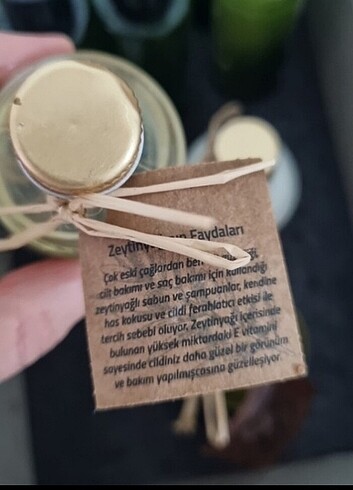 Zeytinyağının Faydaları
Çok eski çağlardan beri
cilt bakımı ve saç bakımı için kullandığı
zeytinyağlı sabun ve şampuanlar, kendine
has kokusu ve cildi ferahlatıcı etkisi ile
tercih sebebi oluyor. Zeytinyağı içerisinde
bulunan yüksek miktardaki E vitamini
sayesinde cildiniz daha güzel bir görünüm
ve bakım yapılmışcasına güzelleşiyor.